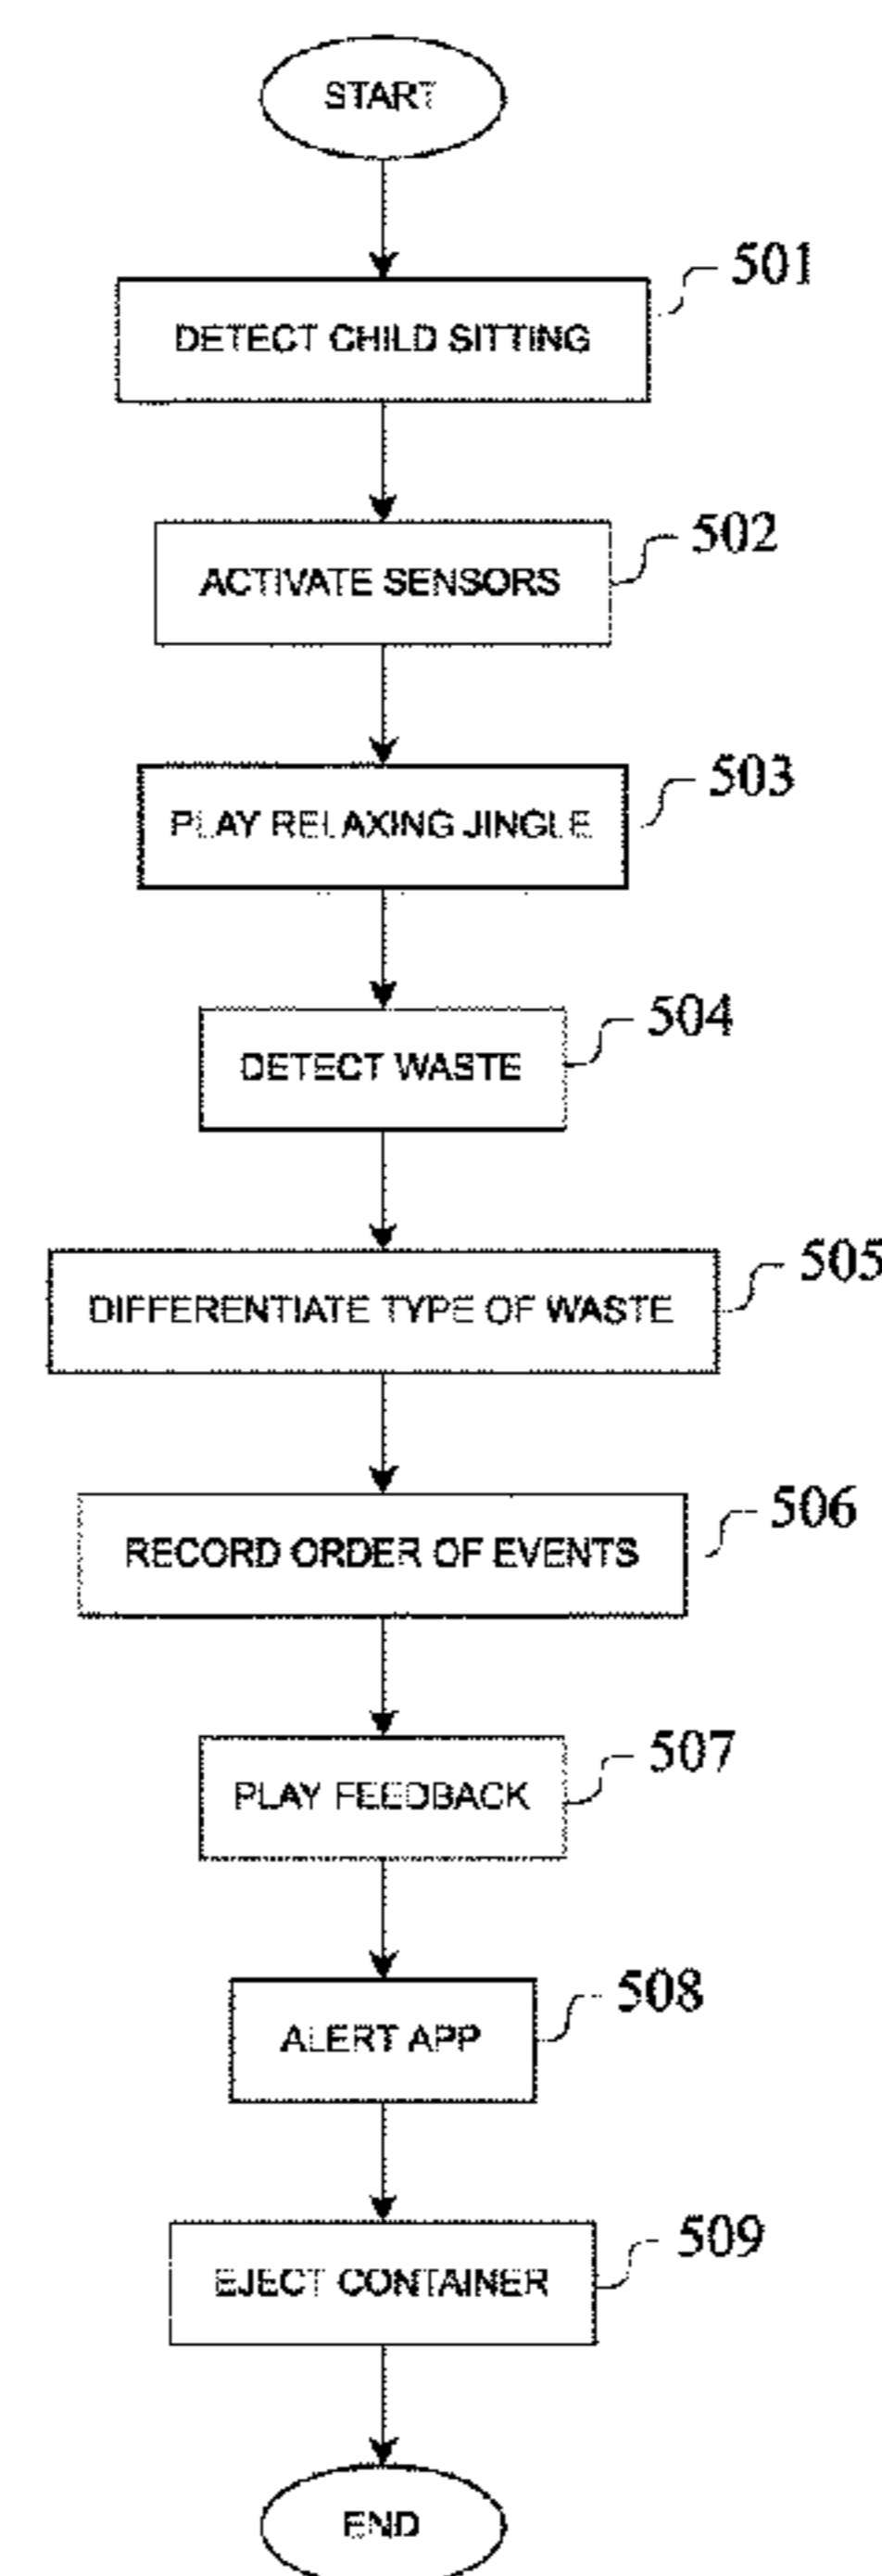 START
501
DETECT CHILD SITTING
502
ACTIVATE SENSORS
503
PLAY RELAXING JINGLE
504
DETECT WASTE
505
DIFFERENTIATE TYPE OF WASTE
506
RECORD ORDER OF EVENTS
507
PLAY FEEDBACK
508
ALERT APP
509
EJECT CONTAINER
END